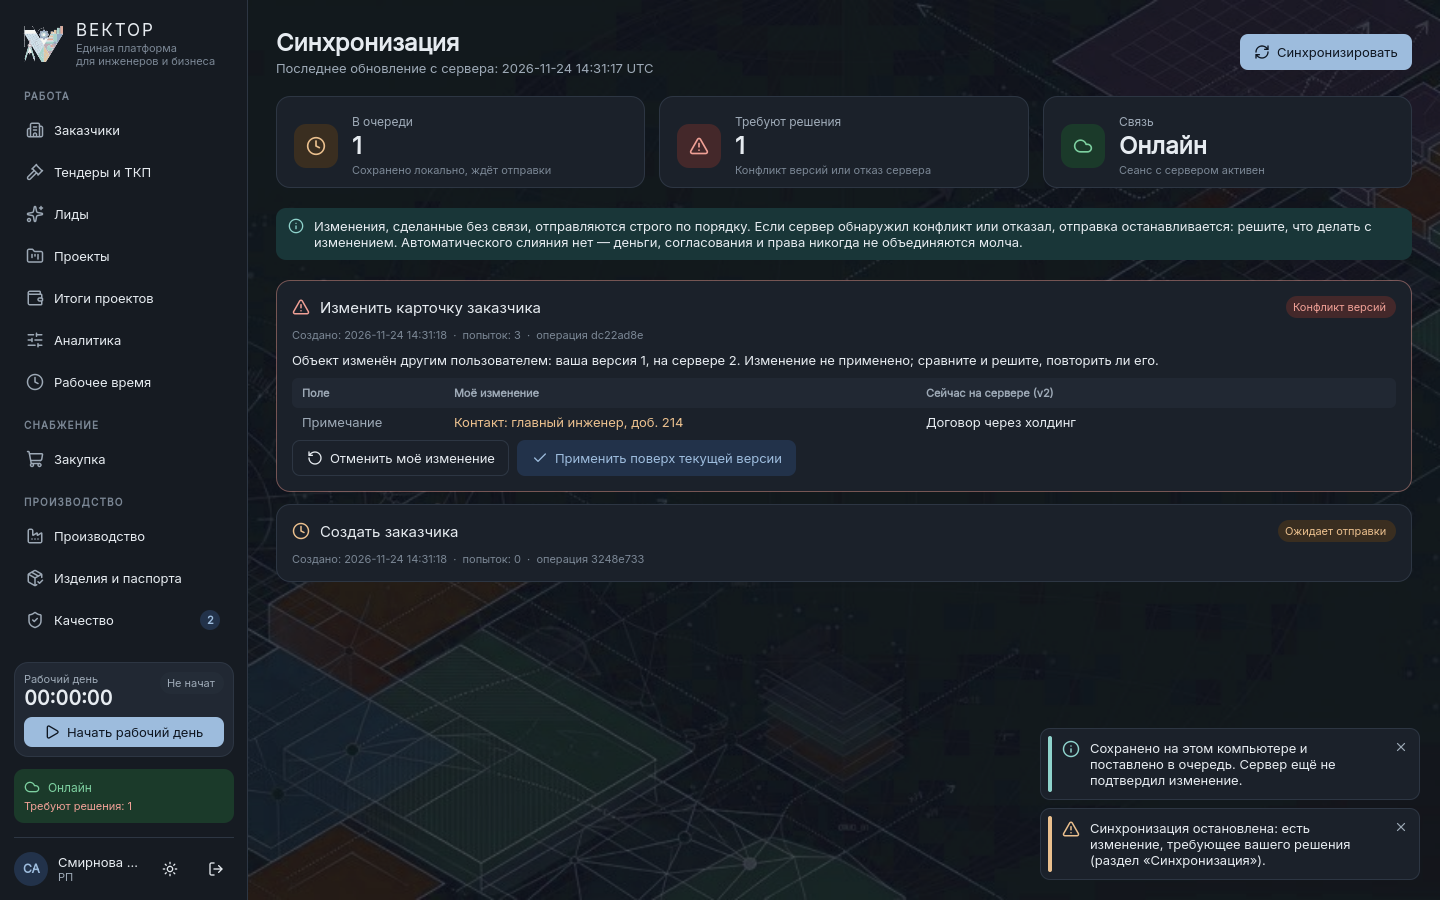 ВЕКТОР
Единая платформа
для инженеров и бизнеса
РАБОТА
Заказчики
Тендеры и ТКП
Лиды
Проекты
Итоги проектов
Аналитика
Рабочее время
СНАБЖЕНИЕ
Закупка
ПРОИЗВОДСТВО
Производство
Изделия и паспорта
Качество
2
Рабочий день
Не начат
00:00:00
Начать рабочий день
Онлайн
Требуют решения: 1
СА
Смирнова ...
РП
Синхронизация
Последнее обновление с сервера: 2026-11-24 14:31:17 UTC
Синхронизировать
В очереди
1
Сохранено локально, ждёт отправки
Требуют решения
1
Конфликт версий или отказ сервера
Связь
Онлайн
Сеанс с сервером активен
Изменения, сделанные без связи, отправляются строго по порядку. Если сервер обнаружил конфликт или отказал, отправка останавливается: решите, что делать с
изменением. Автоматического слияния нет — деньги, согласования и права никогда не объединяются молча.
Изменить карточку заказчика
Конфликт версий
Создано: 2026-11-24 14:31:18 · попыток: 3 · операция dc22ad8e
Объект изменён другим пользователем: ваша версия 1, на сервере 2. Изменение не применено; сравните и решите, повторить ли его.
Поле Моё изменение Сейчас на сервере (v2)
Примечание Контакт: главный инженер, доб. 214 Договор через холдинг
Отменить моё изменение
Применить поверх текущей версии
Создать заказчика
Ожидает отправки
Создано: 2026-11-24 14:31:18 · попыток: 0 · операция 3248e733
Сохранено на этом компьютере и
поставлено в очередь. Сервер ещё не
подтвердил изменение.
Синхронизация остановлена: есть
изменение, требующее вашего решения
(раздел «Синхронизация»).